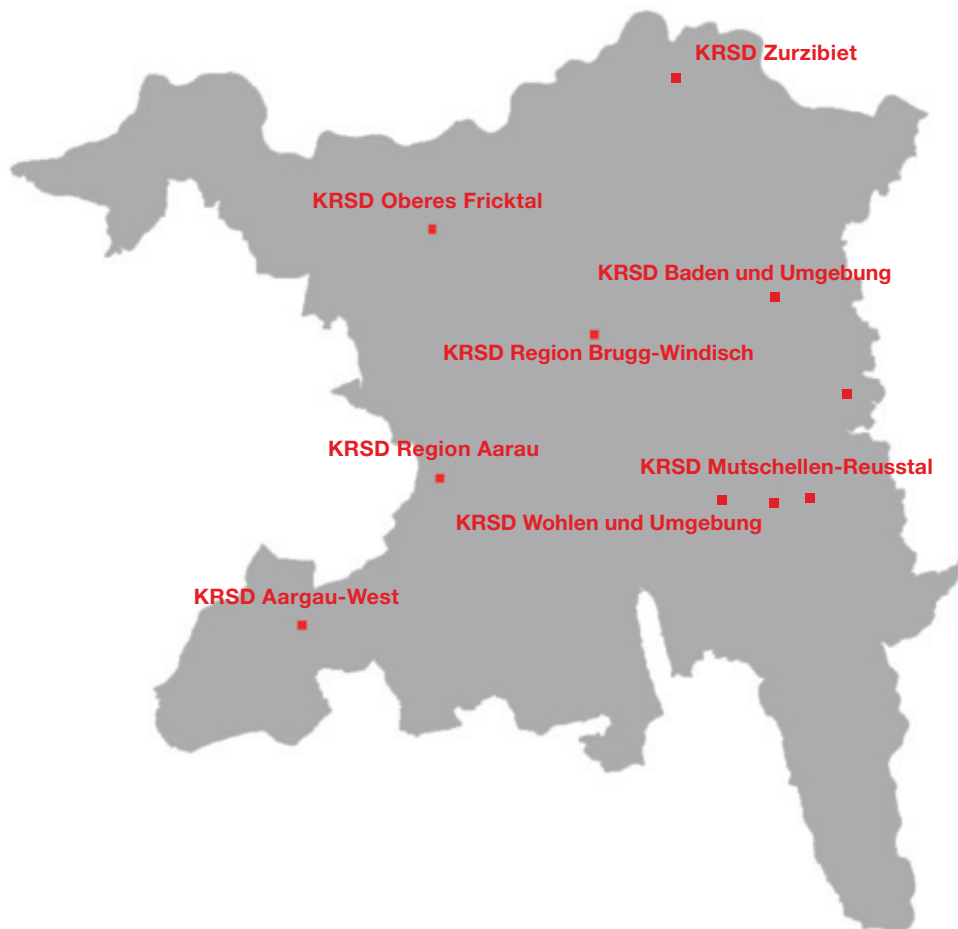 KRSD Zurzibiet
KRSD Oberes Fricktal
KRSD Baden und Umgebung
KRSD Region Brugg-Windisch
KRSD Region Aarau
KRSD Mutschellen-Reusstal
KRSD Wohlen und Umgebung
KRSD Aargau-West